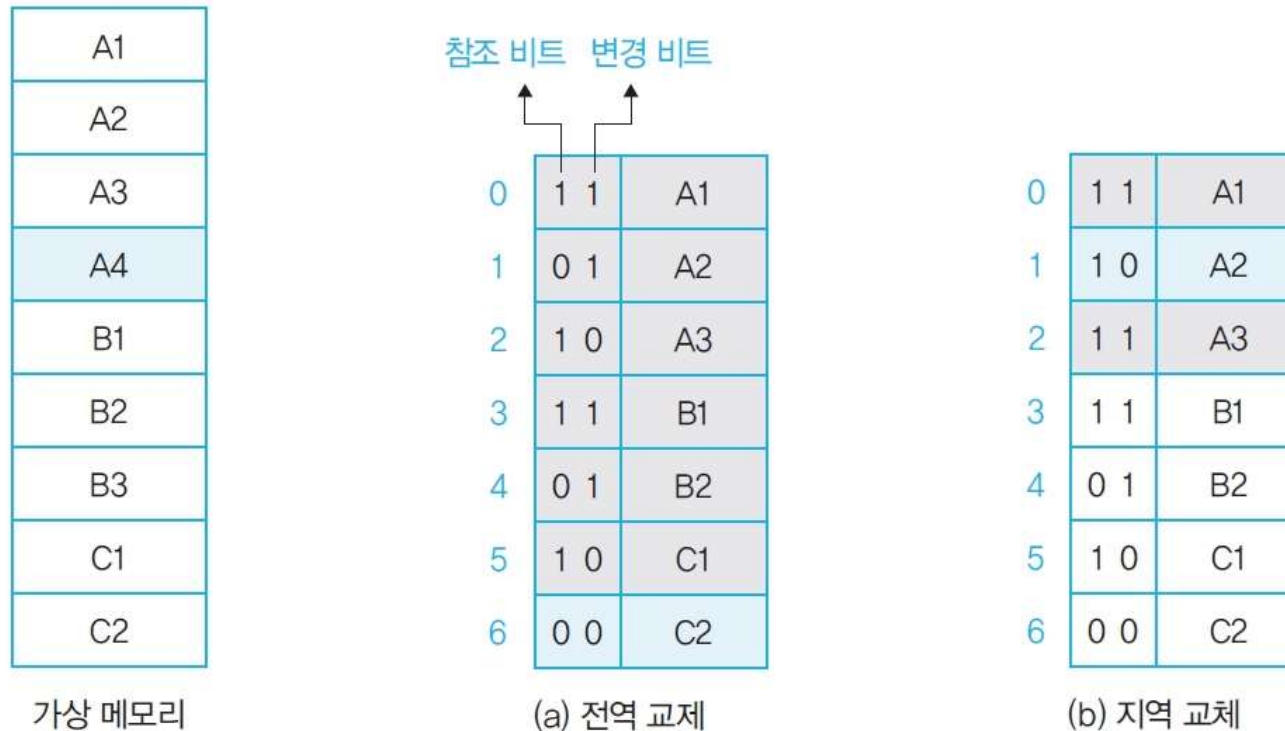 A1
A2
A3
A4
B1
B2
B3
C1
C2
가상 메모리
참조 비트 변경 비트
0 1 1 A1
1 0 1 A2
2 1 0 A3
3 1 1 B1
4 0 1 B2
5 1 0 C1
6 0 0 C2
(a) 전역 교제
0 1 1 A1
1 1 0 A2
2 1 1 A3
3 1 1 B1
4 0 1 B2
5 1 0 C1
6 0 0 C2
(b) 지역 교체